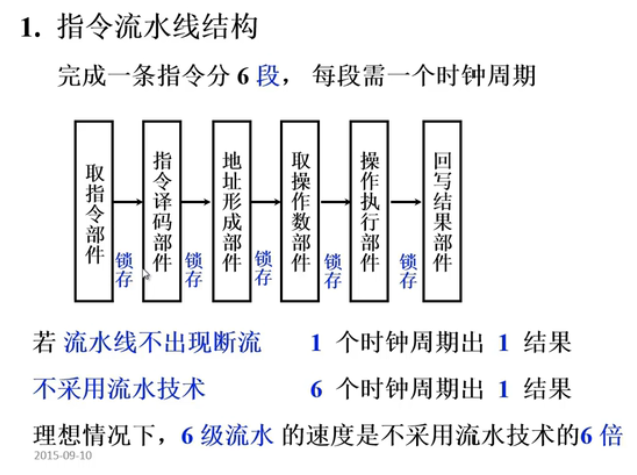 1. 指令流水线结构
完成一条指令分 6 段， 每段需一个时钟周期
取指令部件
锁存
指令译码部件
锁存
地址形成部件
锁存
取操作数部件
锁存
操作执行部件
锁存
回写结果部件
若 流水线不出现断流 1 个时钟周期出 1 结果
不采用流水技术 6 个时钟周期出 1 结果
理想情况下，6 级流水 的速度是不采用流水技术的6 倍
2015-09-10